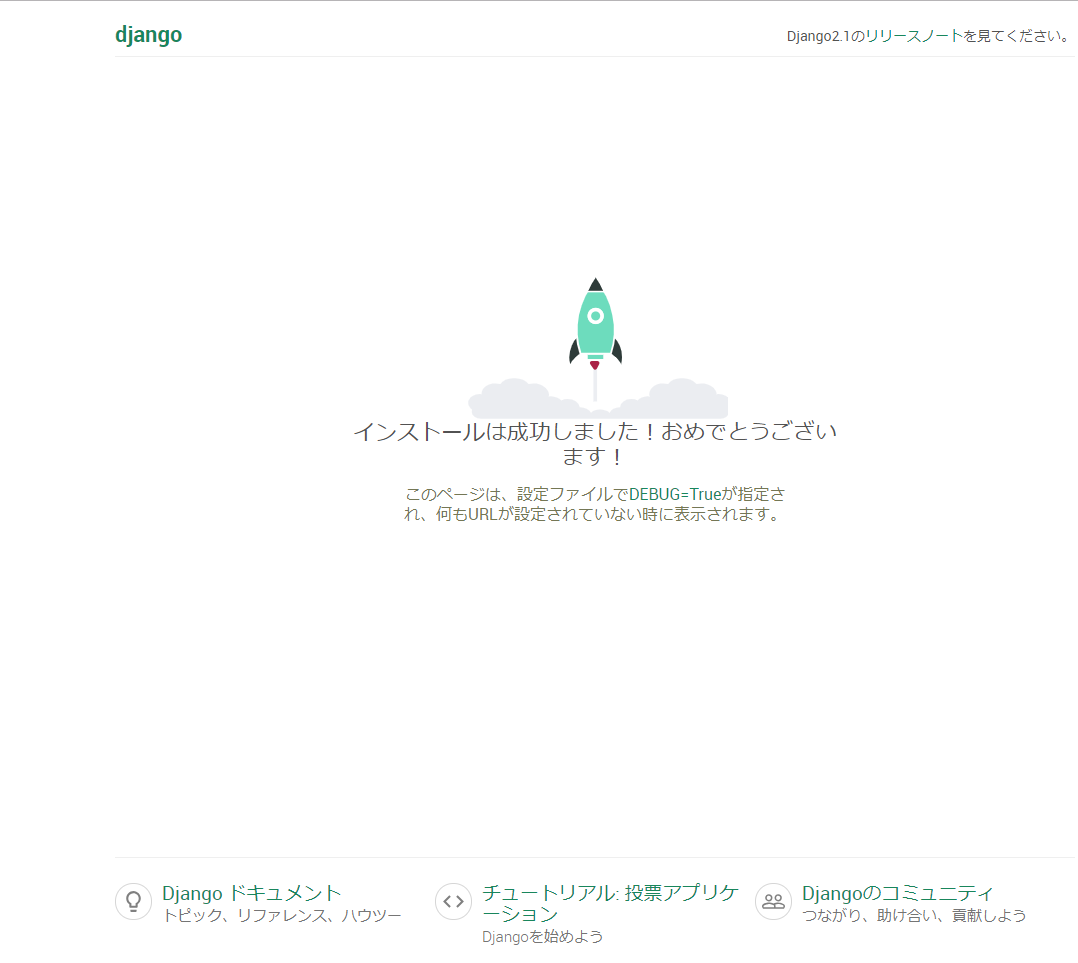 django
Django2.1のリリースノートを見てください。
インストールは成功しました！おめでとうござい
ます！
このページは、設定ファイルでDEBUG=Trueが指定さ
れ、何もURLが設定されていない時に表示されます。
Django ドキュメント
トピック、リファレンス、ハウツー
チュートリアル: 投票アプリケ
ーション
Djangoを始めよう
Djangoのコミュニティ
つながり、助け合い、貢献しよう